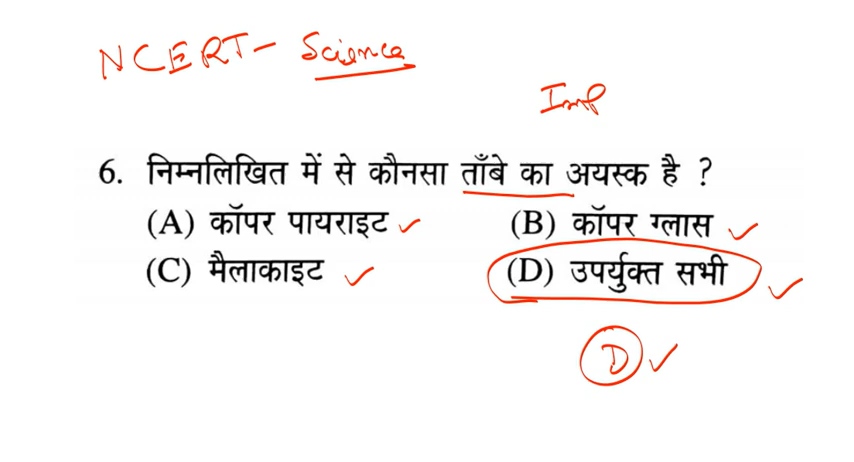 NCERT - Science
Imp
6. निम्नलिखित में से कौनसा ताँबे का अयस्क है ?
(A) कॉपर पायराइट ✓ (B) कॉपर ग्लास ✓
(C) मैलाकाइट ✓ (D) उपर्युक्त सभी ✓
D ✓